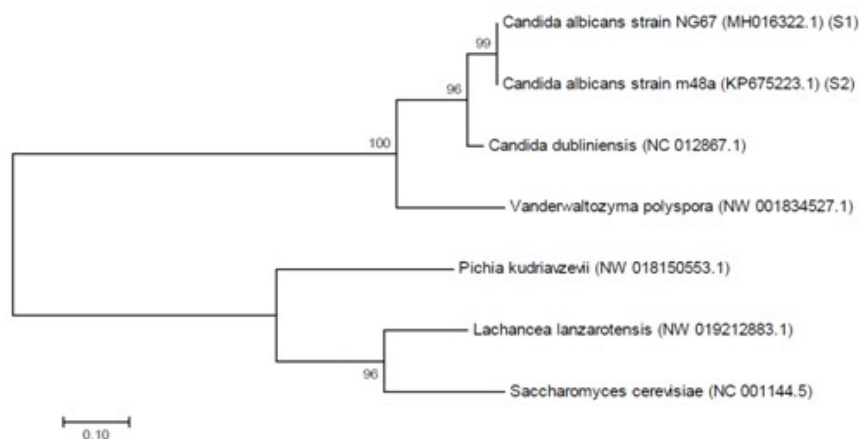 Candida albicans strain NG67 (MH016322.1) (S1)
99
Candida albicans strain m48a (KP675223.1) (S2)
96
Candida dubliniensis (NC 012867.1)
100
Vanderwaltozyma polyspora (NW 001834527.1)
Pichia kudriavzevii (NW 018150553.1)
Lachancea lanzarotensis (NW 019212883.1)
96
Saccharomyces cerevisiae (NC 001144.5)
0.10